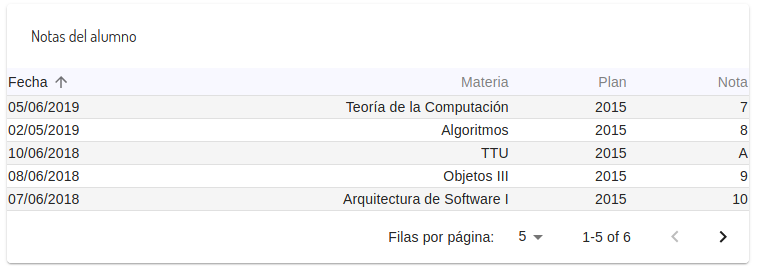 Notas del alumno
Fecha Materia Plan Nota
05/06/2019 Teoría de la Computación 2015 7
02/05/2019 Algoritmos 2015 8
10/06/2018 TTU 2015 A
08/06/2018 Objetos III 2015 9
07/06/2018 Arquitectura de Software I 2015 10
Filas por página: 5 1-5 of 6